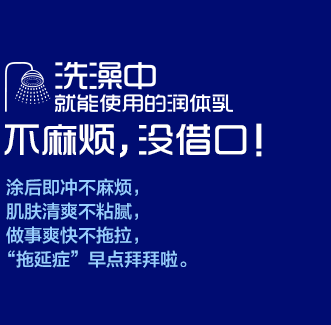 洗澡中
就能使用的润体乳
不麻烦，没借口！
涂后即冲不麻烦，
肌肤清爽不粘腻，
做事爽快不拖拉，
“拖延症”早点拜拜啦。